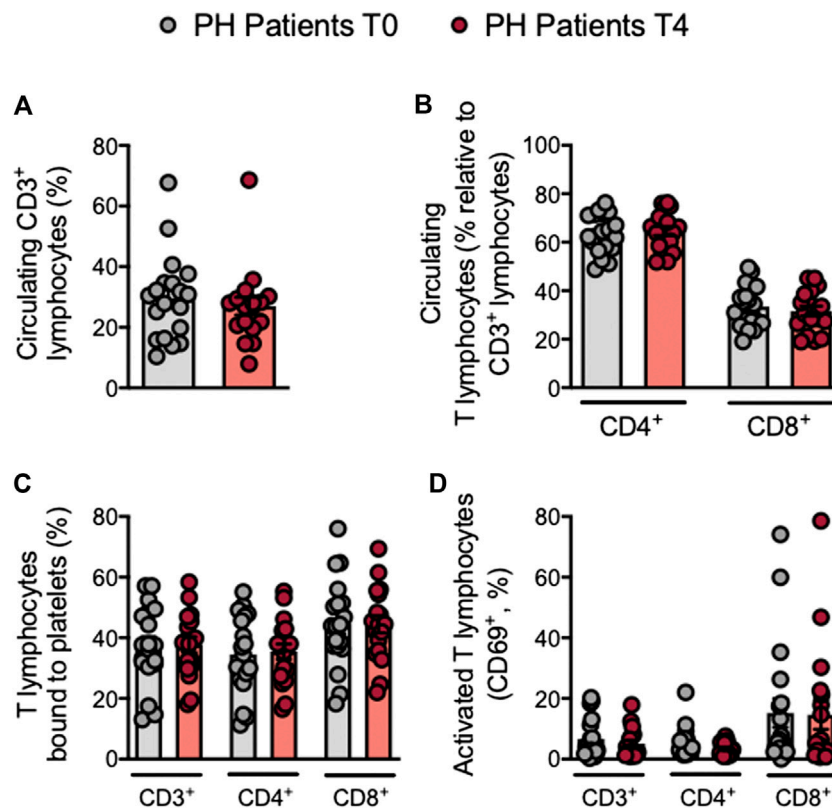 PH Patients T0 PH Patients T4
A
Circulating CD3+
lymphocytes (%)
80
60
40
20
0
B
Circulating
T lymphocytes (% relative to
CD3+ lymphocytes)
100
80
60
40
20
0
CD4+ CD8+
C
T lymphocytes
bound to platelets (%)
80
60
40
20
0
CD3+ CD4+ CD8+
D
Activated T lymphocytes
(CD69+, %)
80
60
40
20
0
CD3+ CD4+ CD8+